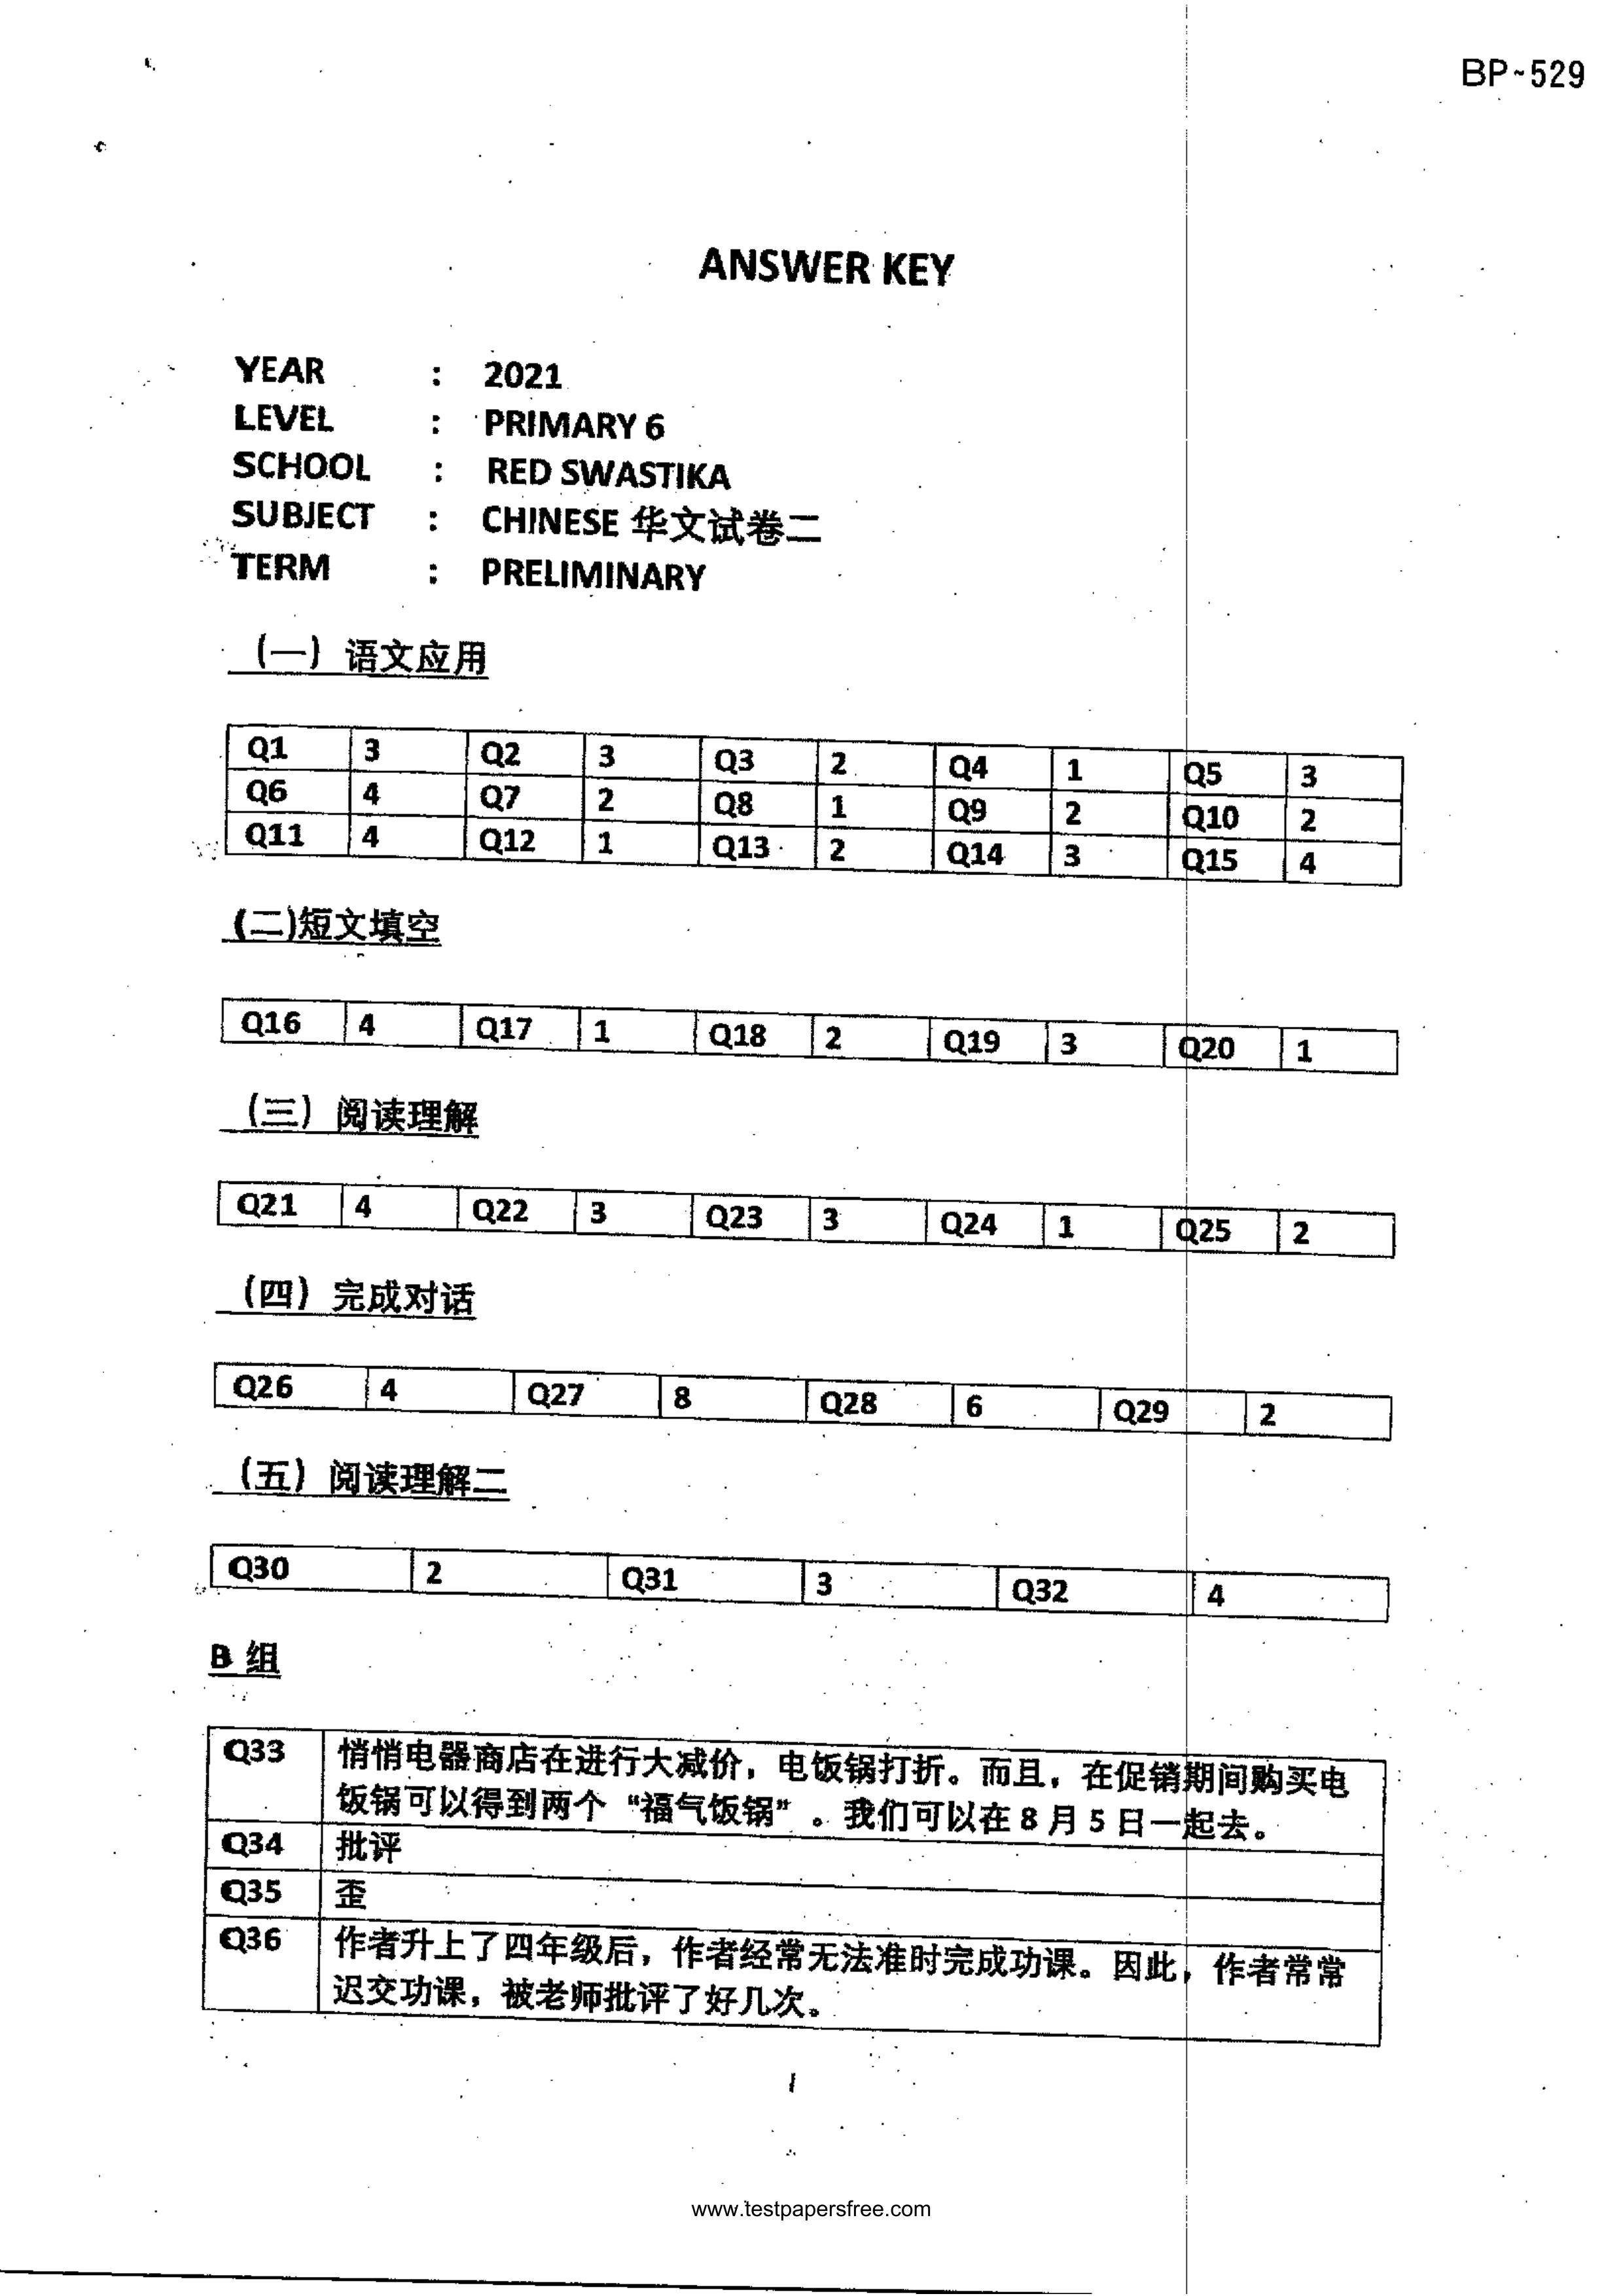 BP~529
ANSWER KEY
YEAR : 2021
LEVEL : PRIMARY 6
SCHOOL : RED SWASTIKA
SUBJECT : CHINESE 华文试卷二
TERM : PRELIMINARY
(一) 语文应用
Q1 3 Q2 3 Q3 2 Q4 1 Q5 3
Q6 4 Q7 2 Q8 1 Q9 2 Q10 2
Q11 4 Q12 1 Q13 2 Q14 3 Q15 4
(二)短文填空
Q16 4 Q17 1 Q18 2 Q19 3 Q20 1
(三) 阅读理解
Q21 4 Q22 3 Q23 3 Q24 1 Q25 2
(四) 完成对话
Q26 4 Q27 8 Q28 6 Q29 2
(五) 阅读理解二
Q30 2 Q31 3 Q32 4
B 组
Q33 悄悄电器商店在进行大减价，电饭锅打折。而且，在促销期间购买电
饭锅可以得到两个“福气饭锅”。我们可以在 8 月 5 日一起去。
Q34 批评
Q35 歪
Q36 作者升上了四年级后，作者经常无法准时完成功课。因此，作者常常
迟交功课，被老师批评了好几次。
1
www.testpapersfree.com